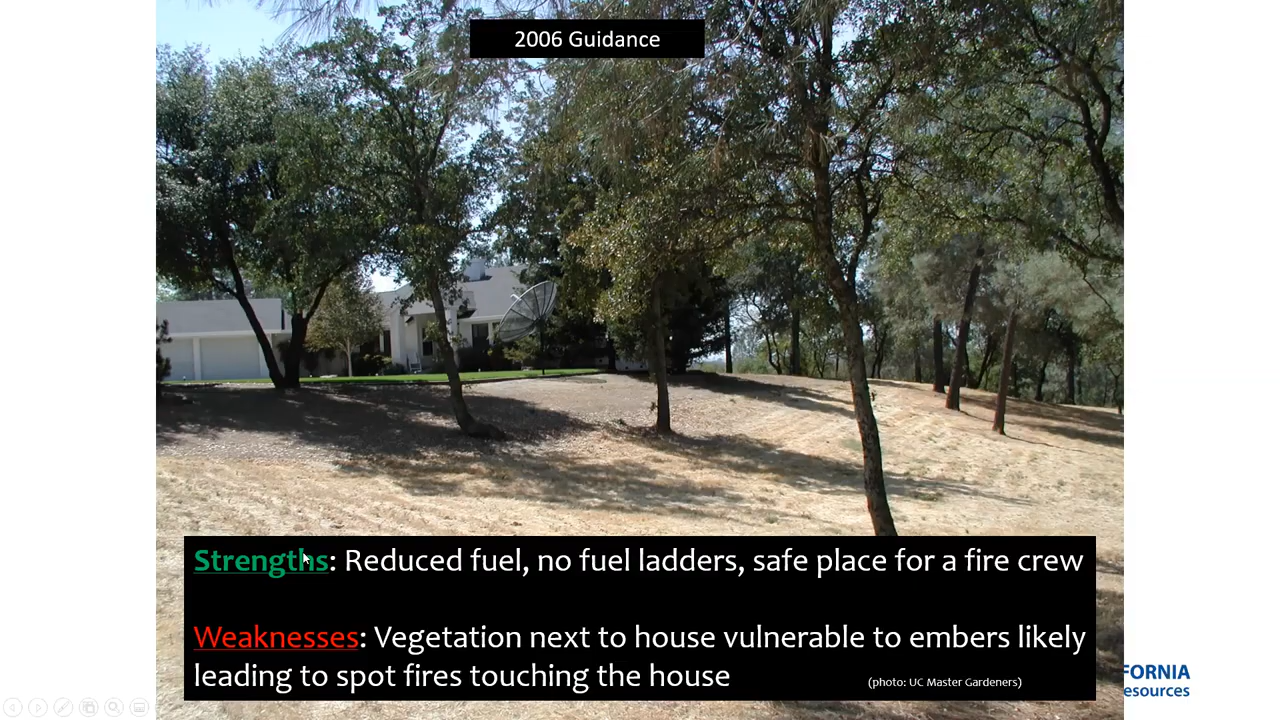 2006 Guidance
Strengths: Reduced fuel, no fuel ladders, safe place for a fire crew
Weaknesses: Vegetation next to house vulnerable to embers likely
leading to spot fires touching the house
(photo: UC Master Gardeners)
FORNIA
esources